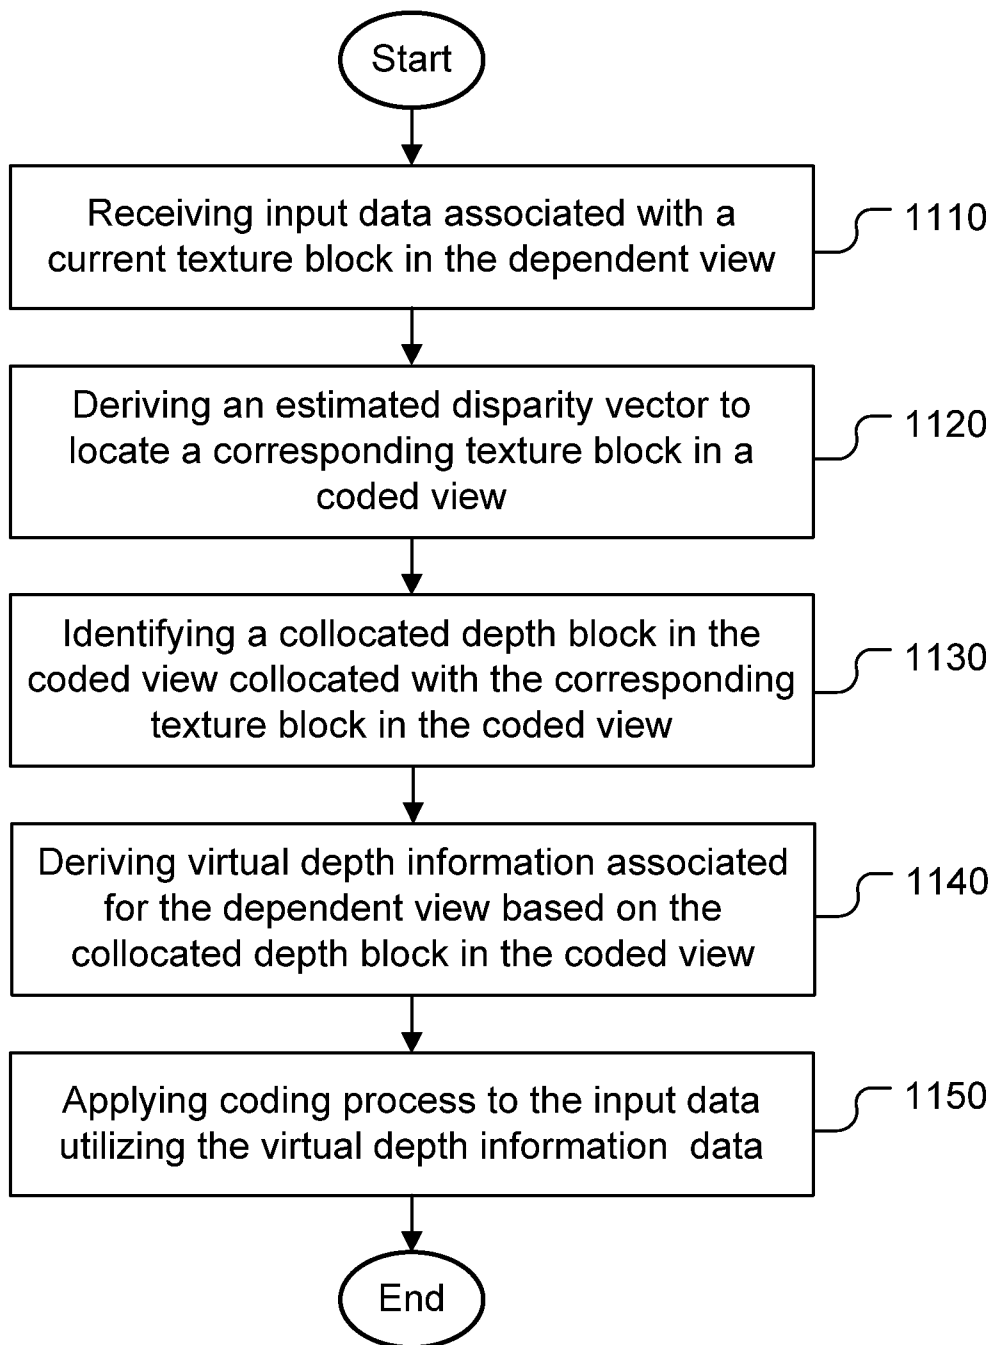 Start
Receiving input data associated with a
current texture block in the dependent view
1110
Deriving an estimated disparity vector to
locate a corresponding texture block in a
coded view
1120
Identifying a collocated depth block in the
coded view collocated with the corresponding
texture block in the coded view
1130
Deriving virtual depth information associated
for the dependent view based on the
collocated depth block in the coded view
1140
Applying coding process to the input data
utilizing the virtual depth information  data
1150
End